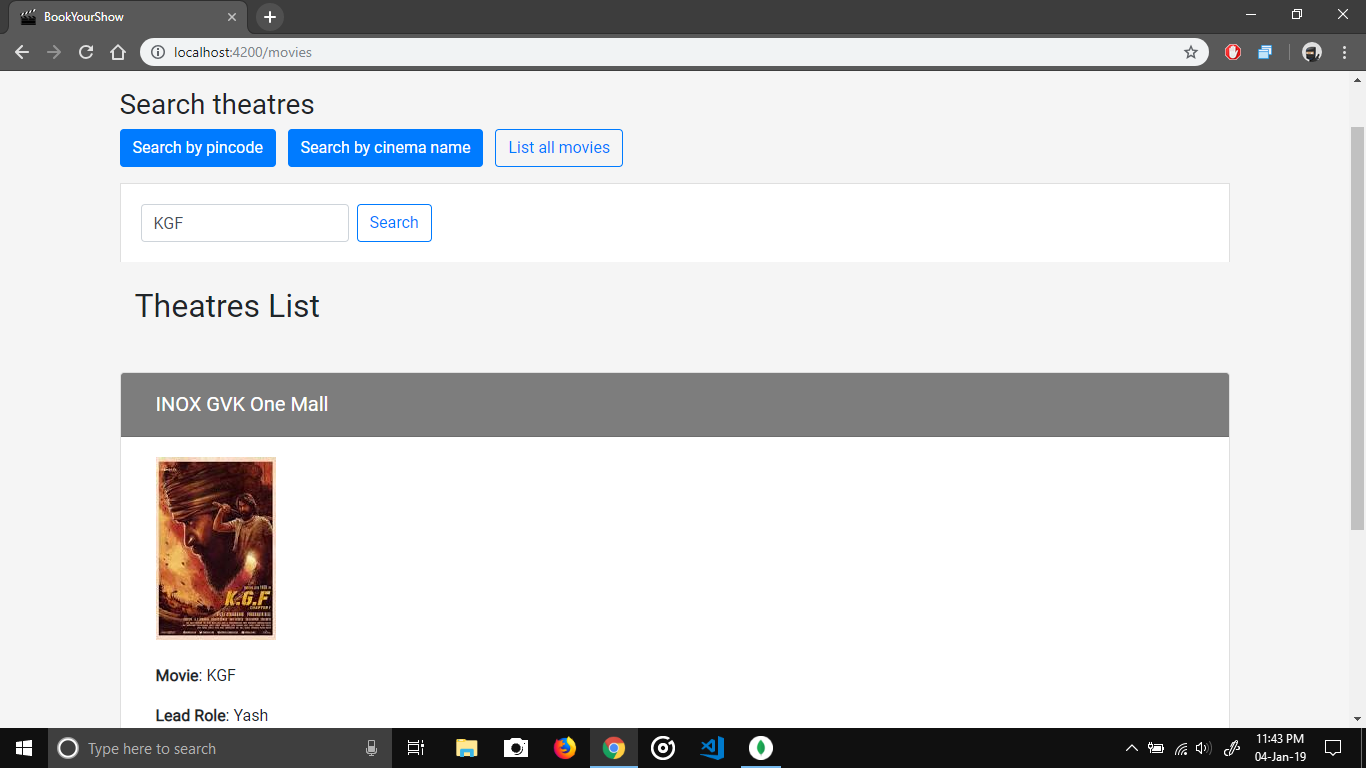 BookYourShow
localhost:4200/movies
Search theatres
Search by pincode Search by cinema name List all movies
KGF Search
Theatres List
INOX GVK One Mall
K.G.F
CHAPTER 1
Movie: KGF
Lead Role: Yash
Type here to search
11:43 PM
04-Jan-19